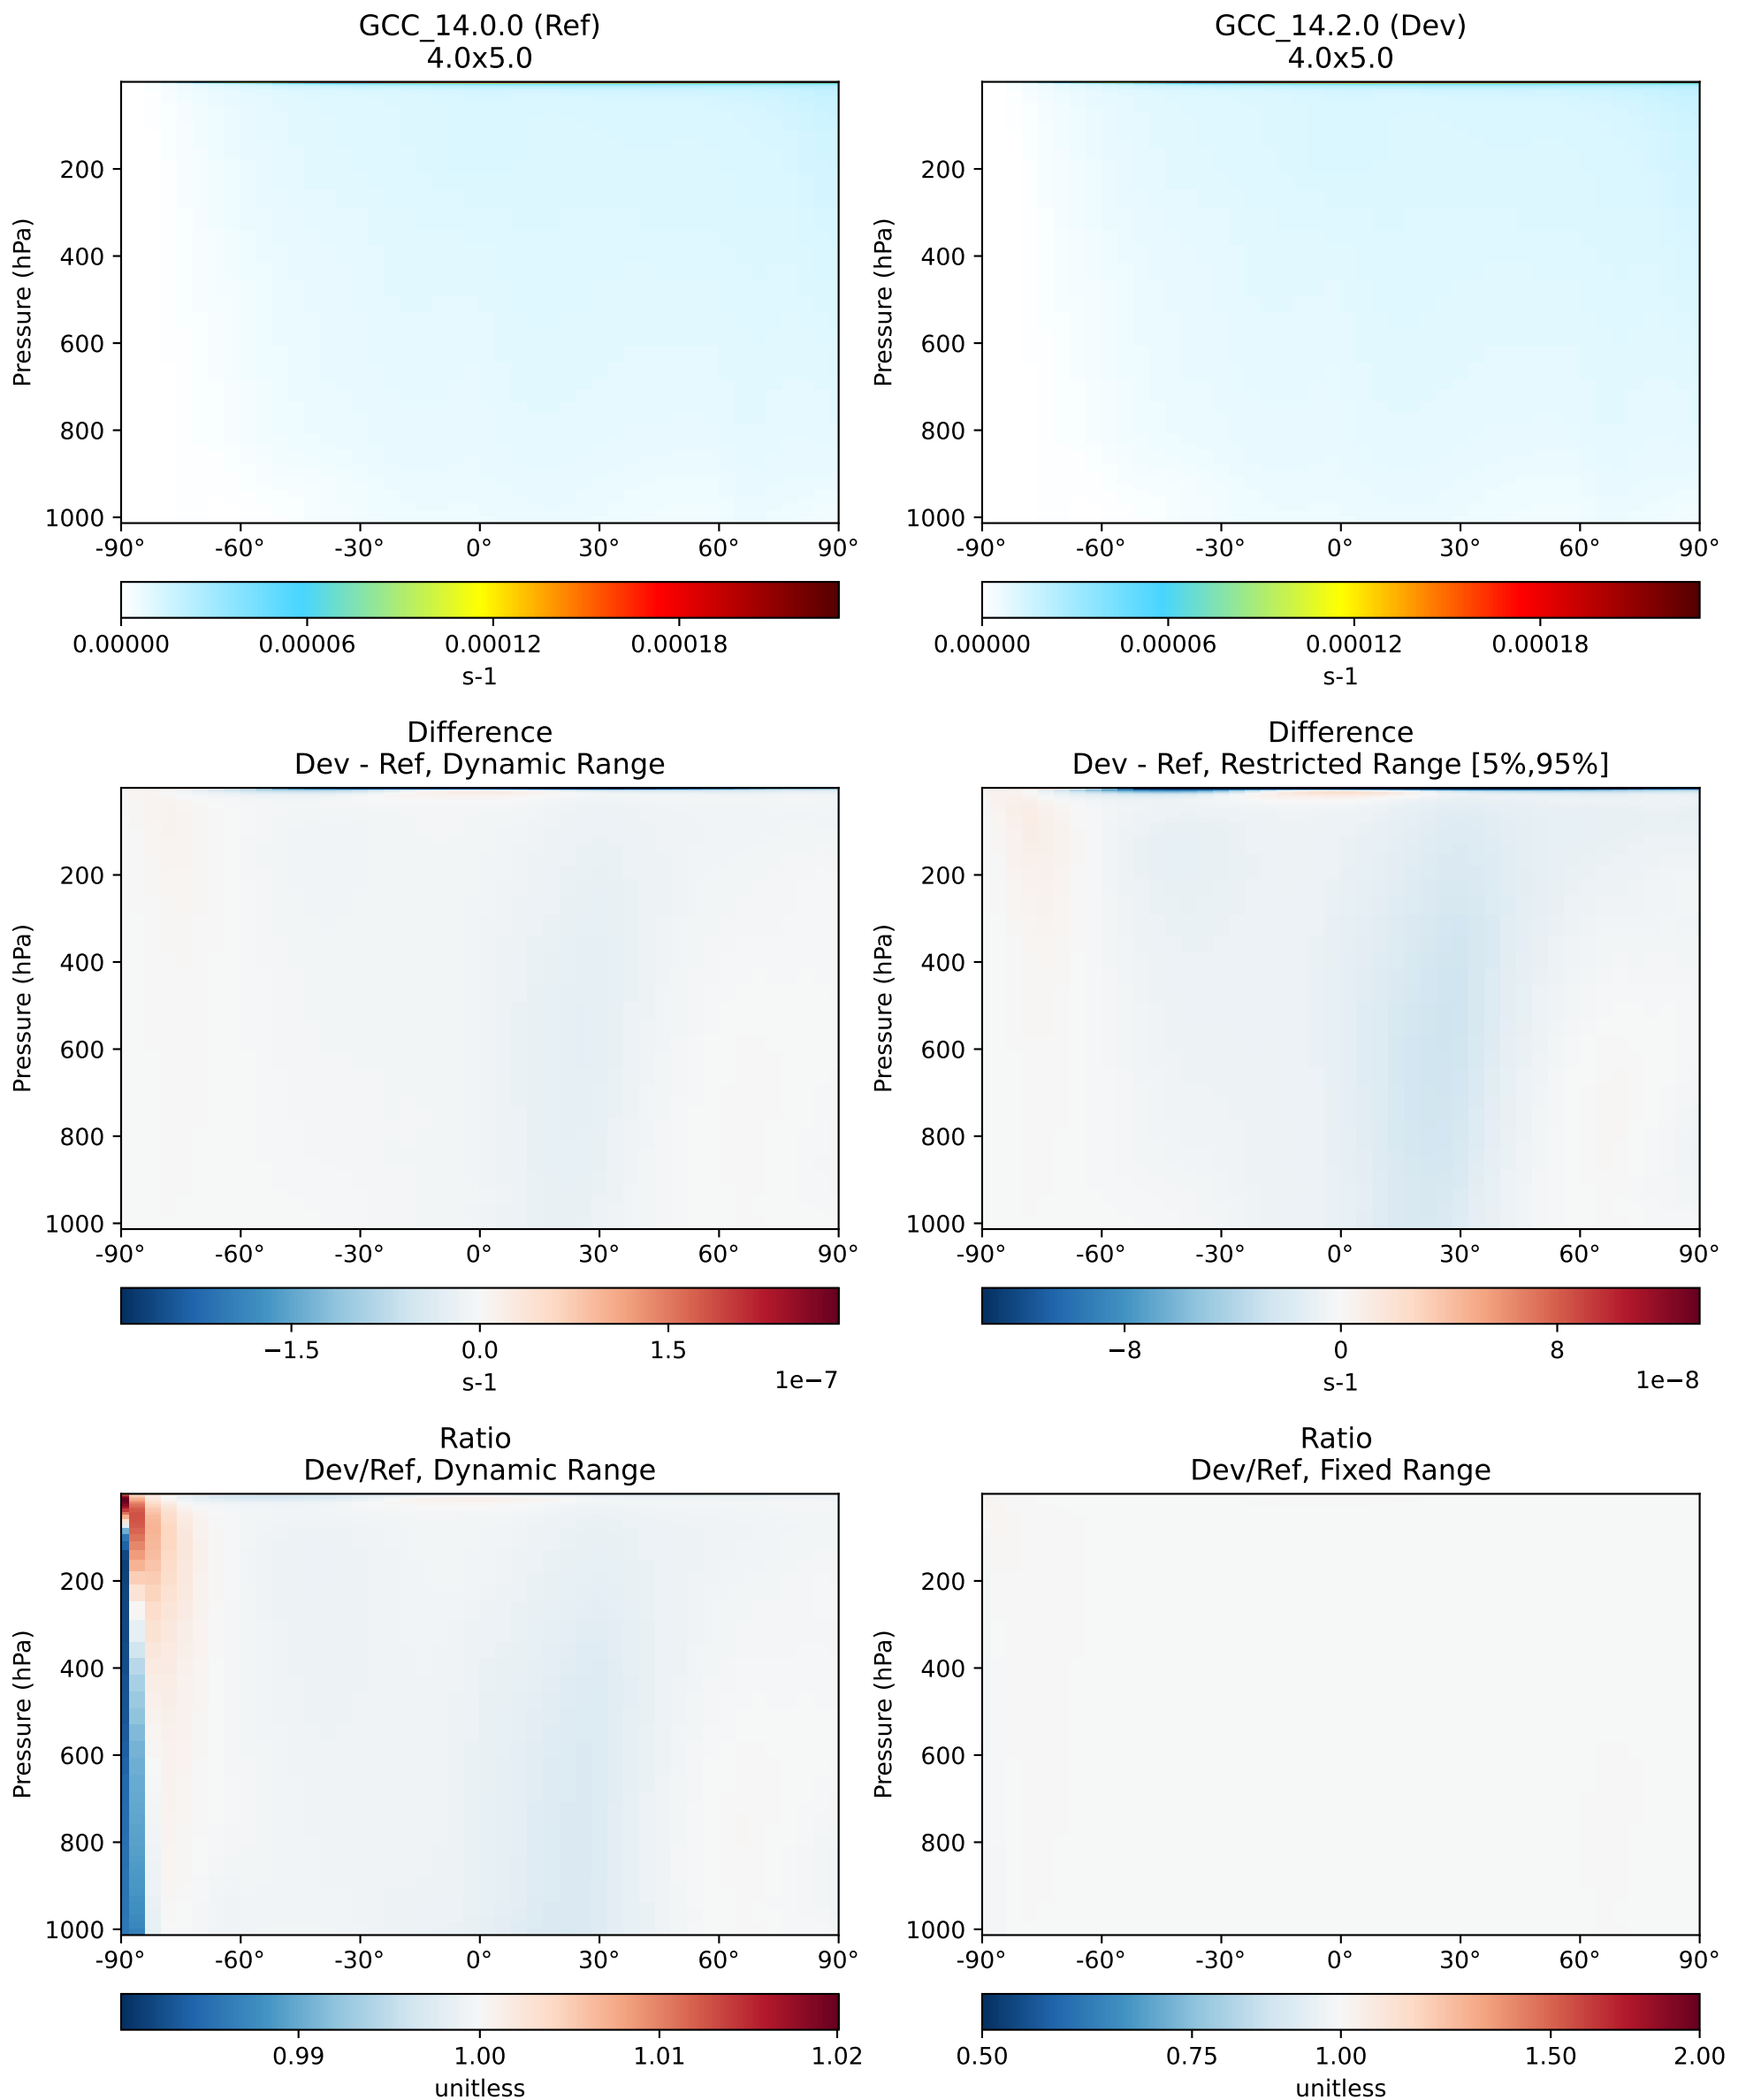 GCC_14.0.0 (Ref)
4.0x5.0
Pressure (hPa)
200
400
600
800
1000
-90° -60° -30° 0° 30° 60° 90°
0.00000 0.00006 0.00012 0.00018
s-1
GCC_14.2.0 (Dev)
4.0x5.0
Pressure (hPa)
200
400
600
800
1000
-90° -60° -30° 0° 30° 60° 90°
0.00000 0.00006 0.00012 0.00018
s-1
Difference
Dev - Ref, Dynamic Range
Pressure (hPa)
200
400
600
800
1000
-90° -60° -30° 0° 30° 60° 90°
−1.5 0.0 1.5
s-1 1e−7
Difference
Dev - Ref, Restricted Range [5%,95%]
Pressure (hPa)
200
400
600
800
1000
-90° -60° -30° 0° 30° 60° 90°
−8 0 8
s-1 1e−8
Ratio
Dev/Ref, Dynamic Range
Pressure (hPa)
200
400
600
800
1000
-90° -60° -30° 0° 30° 60° 90°
0.99 1.00 1.01 1.02
unitless
Ratio
Dev/Ref, Fixed Range
Pressure (hPa)
200
400
600
800
1000
-90° -60° -30° 0° 30° 60° 90°
0.50 0.75 1.00 1.50 2.00
unitless